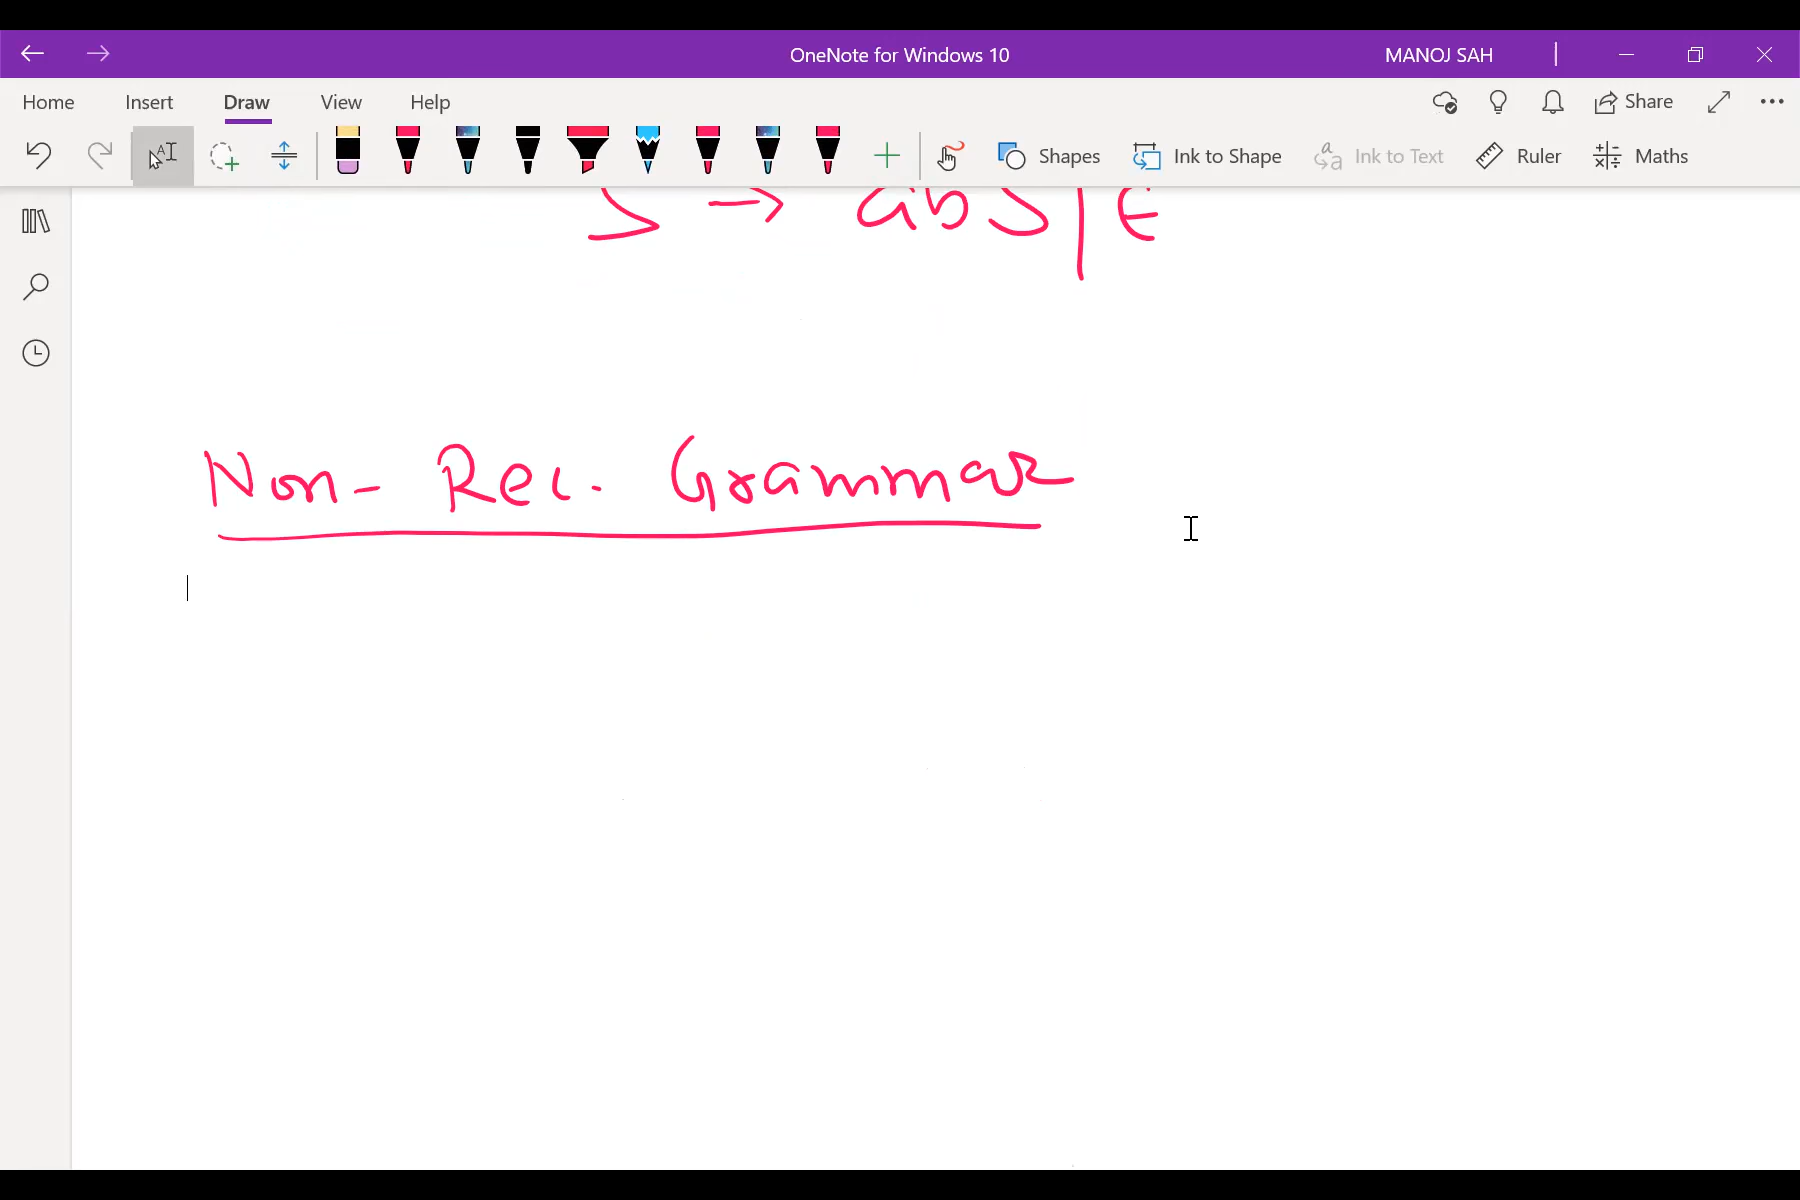 OneNote for Windows 10
MANOJ SAH
Home Insert Draw View Help Share
Shapes Ink to Shape Ink to Text Ruler Maths
S → abS | ϵ
Non- Rec. Grammar